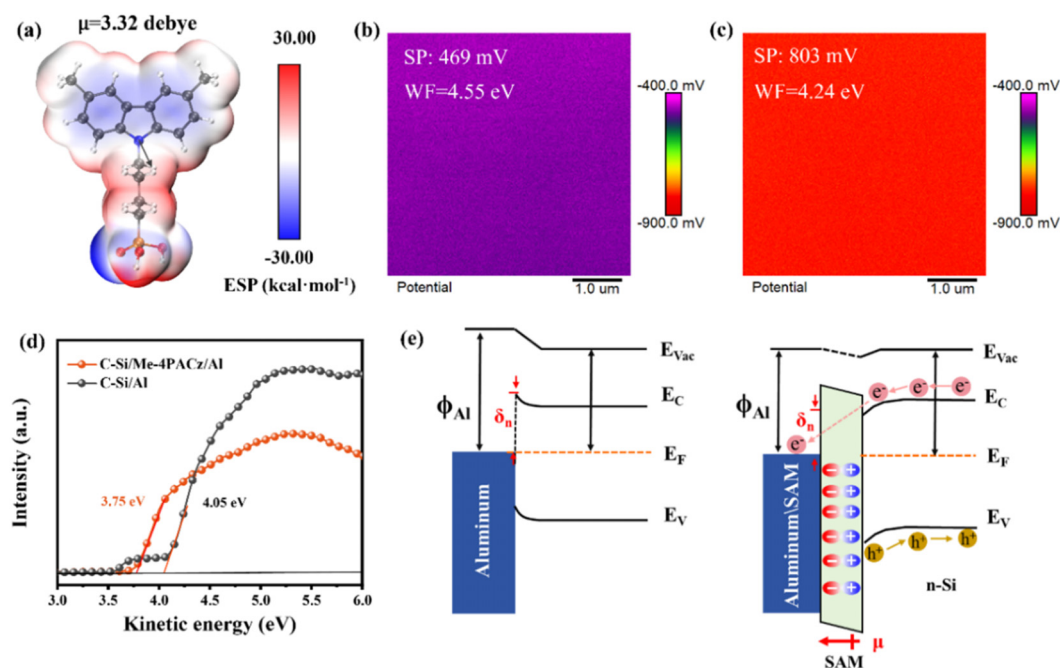 (a)
μ=3.32 debye
30.00
-30.00
ESP (kcal·mol⁻¹)
(b)
SP: 469 mV
WF=4.55 eV
-400.0 mV
-900.0 mV
Potential
1.0 um
(c)
SP: 803 mV
WF=4.24 eV
-400.0 mV
-900.0 mV
Potential
1.0 um
(d)
C-Si/Me-4PACz/Al
C-Si/Al
3.75 eV
4.05 eV
Intensity (a.u.)
3.0 3.5 4.0 4.5 5.0 5.5 6.0
Kinetic energy (eV)
(e)
ϕAl
δn
EVac
EC
EF
EV
Aluminum
ϕAl
δn
e⁻
e⁻
e⁻
e⁻
EVac
EC
EF
EV
h⁺
h⁺
h⁺
Aluminum\SAM
n-Si
μ
SAM